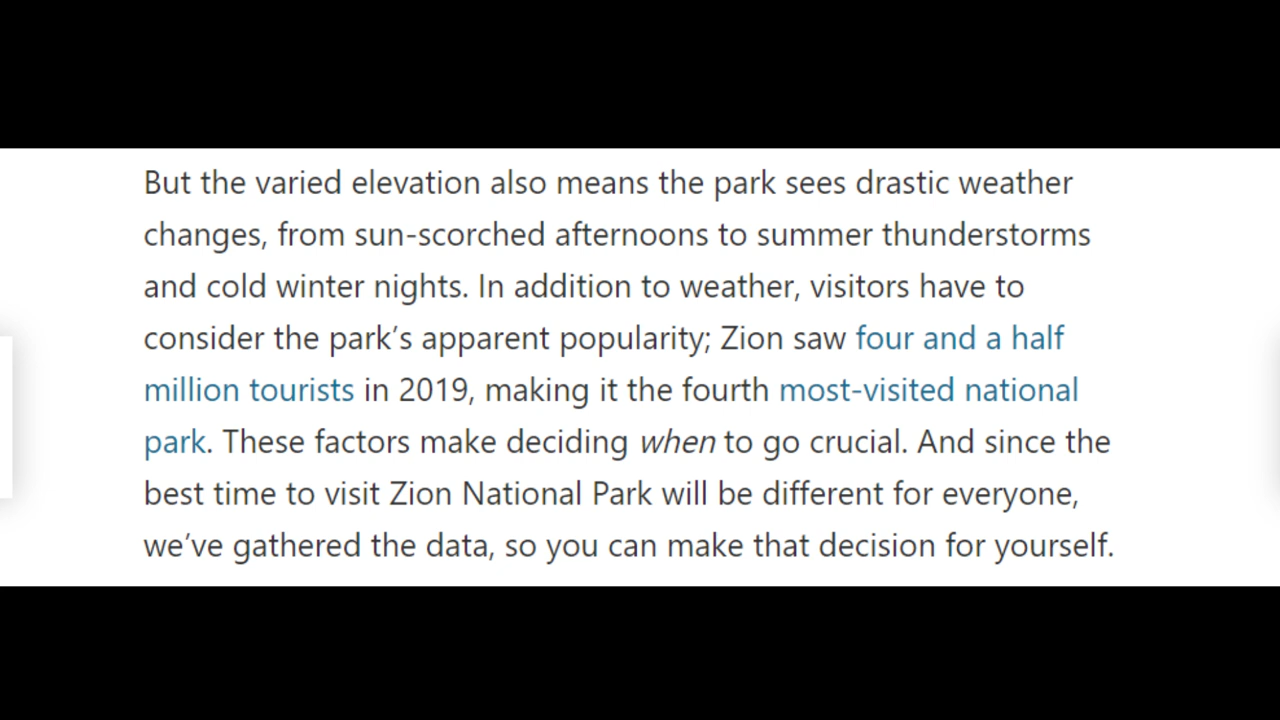 But the varied elevation also means the park sees drastic weather
changes, from sun-scorched afternoons to summer thunderstorms
and cold winter nights. In addition to weather, visitors have to
consider the park’s apparent popularity; Zion saw four and a half
million tourists in 2019, making it the fourth most-visited national
park. These factors make deciding when to go crucial. And since the
best time to visit Zion National Park will be different for everyone,
we’ve gathered the data, so you can make that decision for yourself.